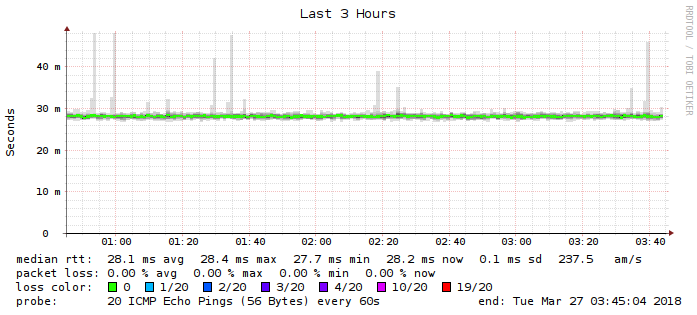 Last 3 Hours
RRDTOOL / TOBI OETIKER
Seconds
40 m
30 m
20 m
10 m
0
01:00 01:20 01:40 02:00 02:20 02:40 03:00 03:20 03:40
median rtt: 28.1 ms avg 28.4 ms max 27.7 ms min 28.2 ms now 0.1 ms sd 237.5 am/s
packet loss: 0.00 % avg 0.00 % max 0.00 % min 0.00 % now
loss color: 0 1/20 2/20 3/20 4/20 10/20 19/20
probe: 20 ICMP Echo Pings (56 Bytes) every 60s end: Tue Mar 27 03:45:04 2018